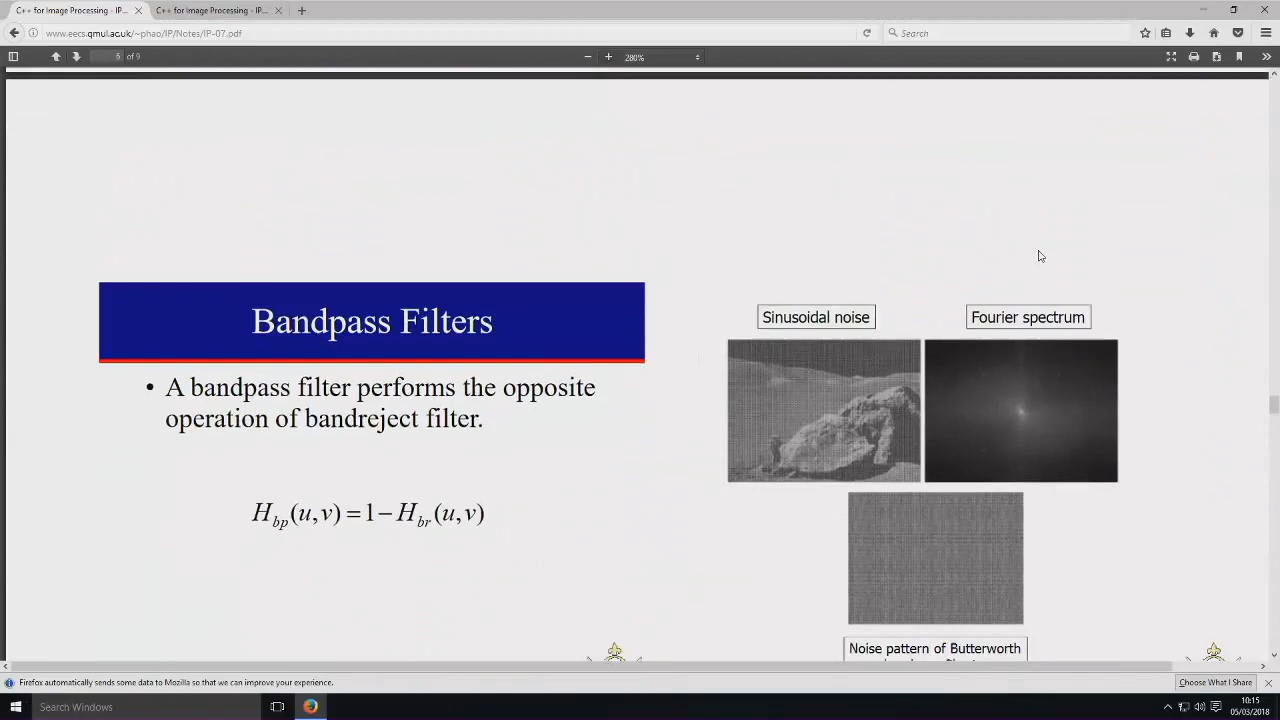 C++ for Image Processing - IP...
C++ for Image Processing - IP...
www.eecs.qmul.ac.uk/~phao/IP/Notes/IP-07.pdf
Search
5 of 9
280%
Bandpass Filters
• A bandpass filter performs the opposite
operation of bandreject filter.
H_bp(u,v) = 1 − H_br(u,v)
Sinusoidal noise
Fourier spectrum
Noise pattern of Butterworth
Firefox automatically sends some data to Mozilla so that we can improve your experience.
Choose What I Share
Search Windows
10:15
05/03/2018